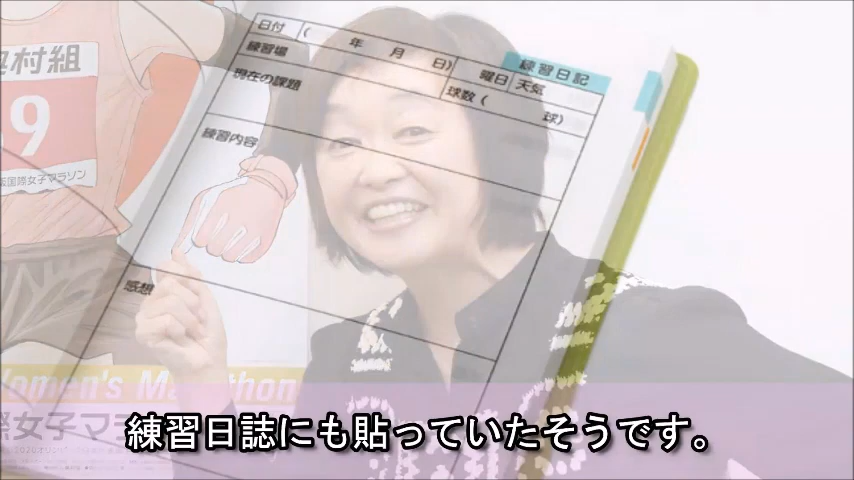 日付 ( 年 月 日)
曜日
天気
練習日記
練習場
球数 ( 球)
現在の課題
練習内容
感想
村組
9
国際女子マラソン
Women's Marathon
際女子マラ
練習日誌にも貼っていたそうです。